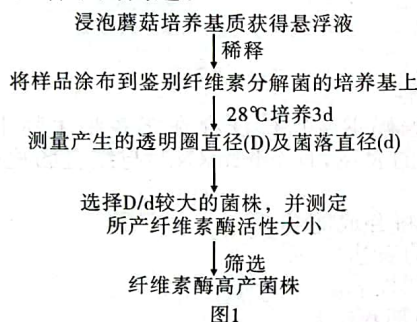 浸泡蘑菇培养基质获得悬浮液
稀释
将样品涂布到鉴别纤维素分解菌的培养基上
28℃培养3d
测量产生的透明圈直径(D)及菌落直径(d)
选择D/d较大的菌株，并测定
所产纤维素酶活性大小
筛选
纤维素酶高产菌株
图1